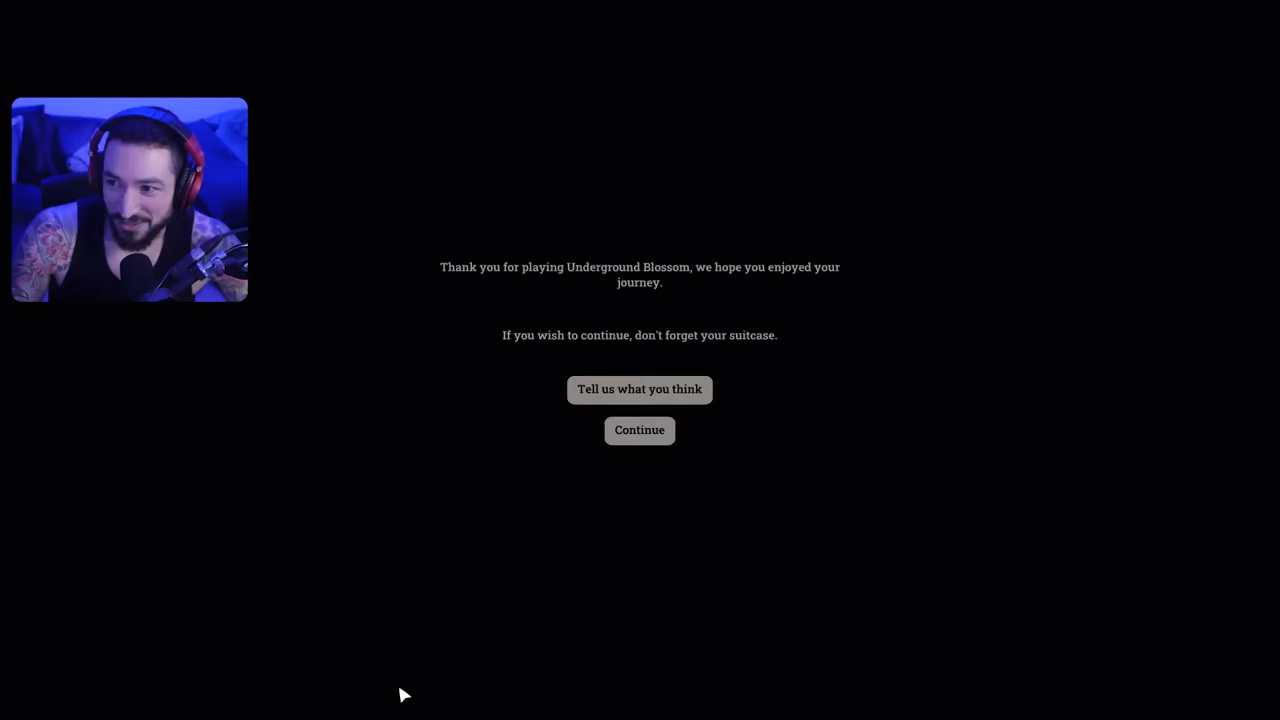 Thank you for playing Underground Blossom, we hope you enjoyed your
journey.
If you wish to continue, don't forget your suitcase.
Tell us what you think
Continue